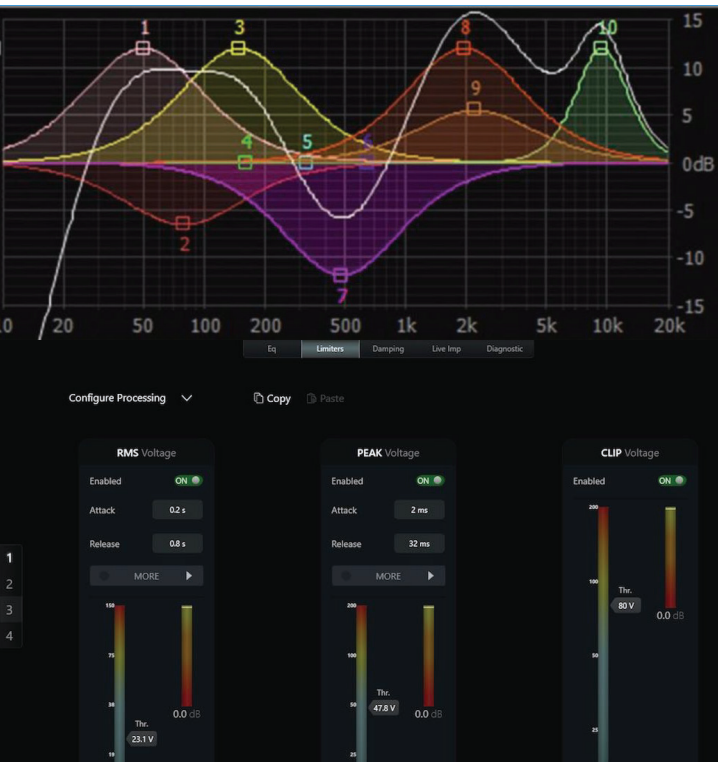 1 3 8 10
15
10
9
5
4 5 6
0dB
-5
2
-10
7
-15
20 50 100 200 500 1k 2k 5k 10k 20k
Eq Limiters Damping Live Imp Diagnostic
Configure Processing Copy Paste
RMS Voltage
Enabled ON
Attack 0.2 s
Release 0.8 s
MORE
150
75
38
19
Thr.
23.1 V
0.0 dB
PEAK Voltage
Enabled ON
Attack 2 ms
Release 32 ms
MORE
200
100
50
25
Thr.
47.8 V
0.0 dB
CLIP Voltage
Enabled ON
200
100
50
25
Thr.
80 V
0.0 dB
1
2
3
4